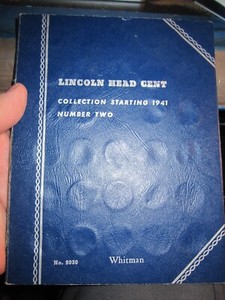 LINCOLN HEAD CENT
COLLECTION STARTING 1941
NUMBER TWO
No. 9030
Whitman